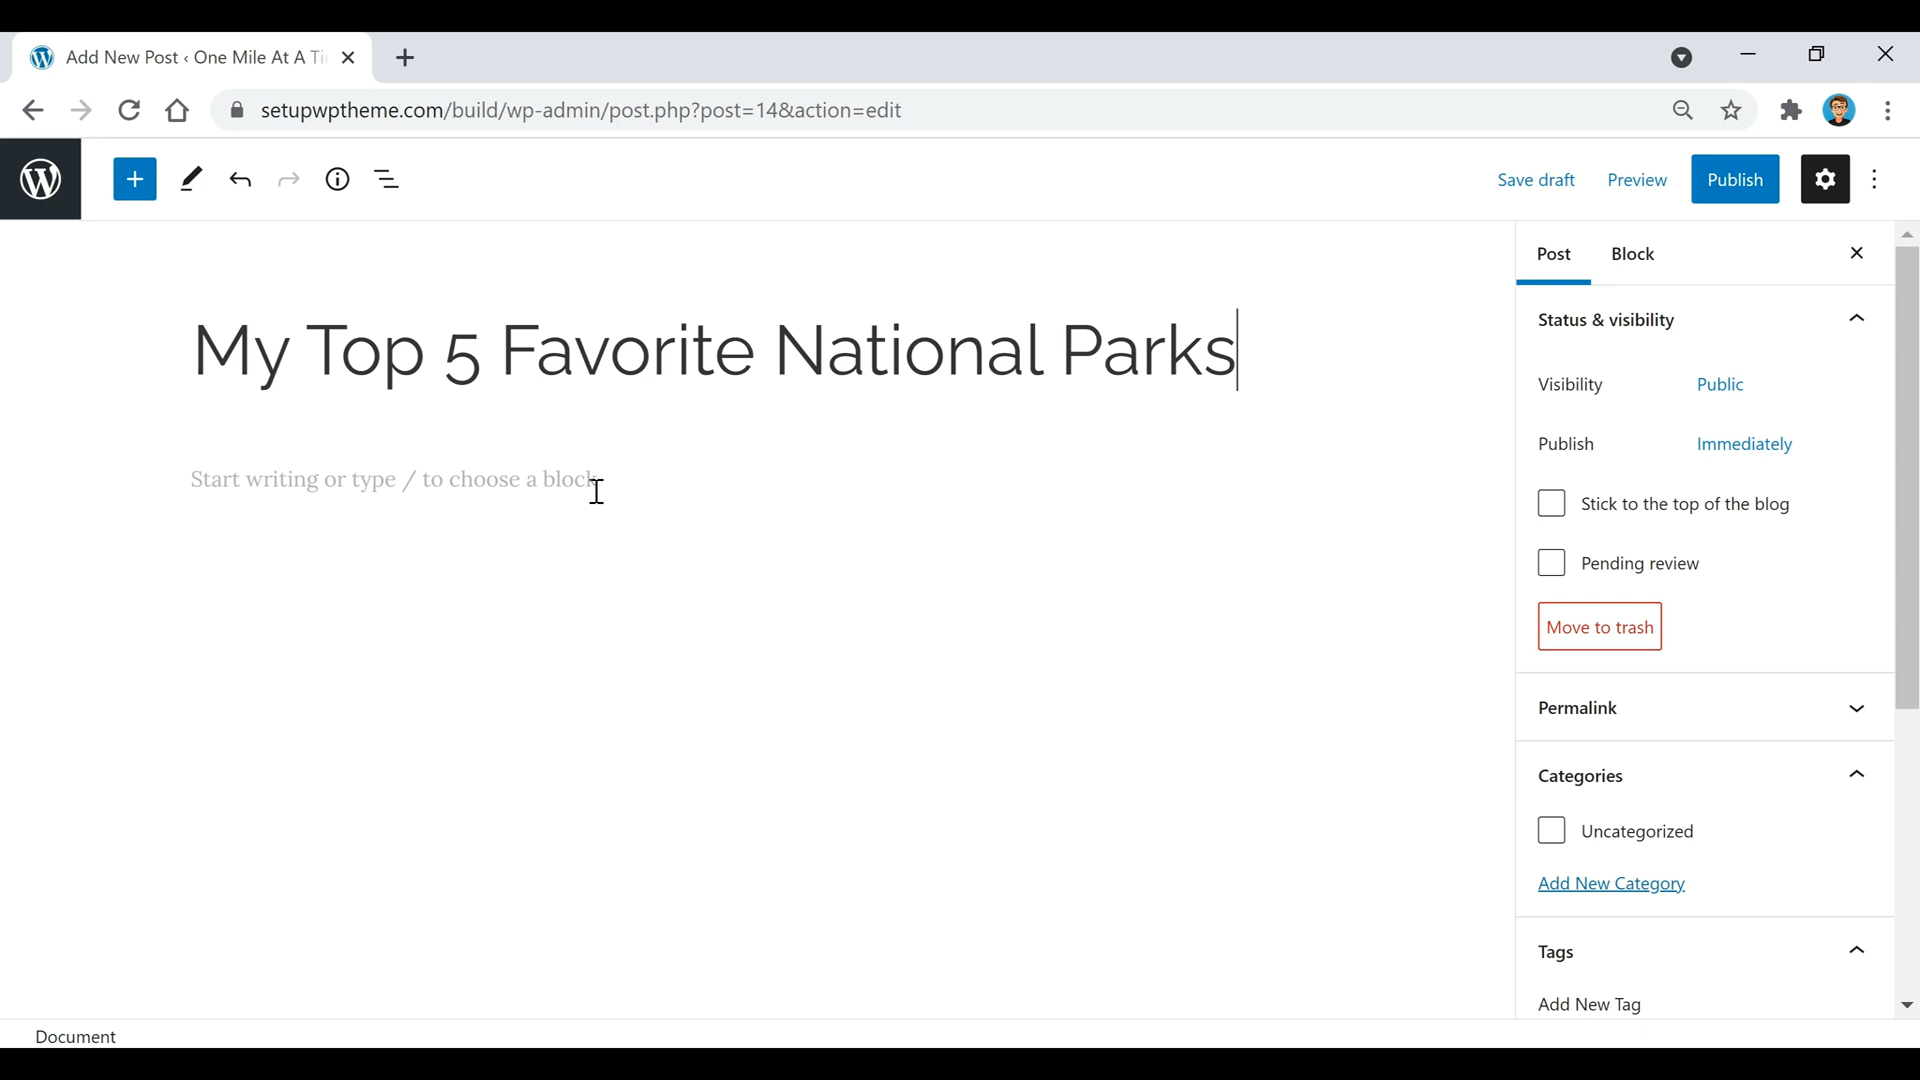 Add New Post ‹ One Mile At A Ti
setupwptheme.com/build/wp-admin/post.php?post=14&action=edit
Save draft
Preview
Publish
Post
Block
My Top 5 Favorite National Parks
Start writing or type / to choose a block
Status & visibility
Visibility
Public
Publish
Immediately
Stick to the top of the blog
Pending review
Move to trash
Permalink
Categories
Uncategorized
Add New Category
Tags
Add New Tag
Document